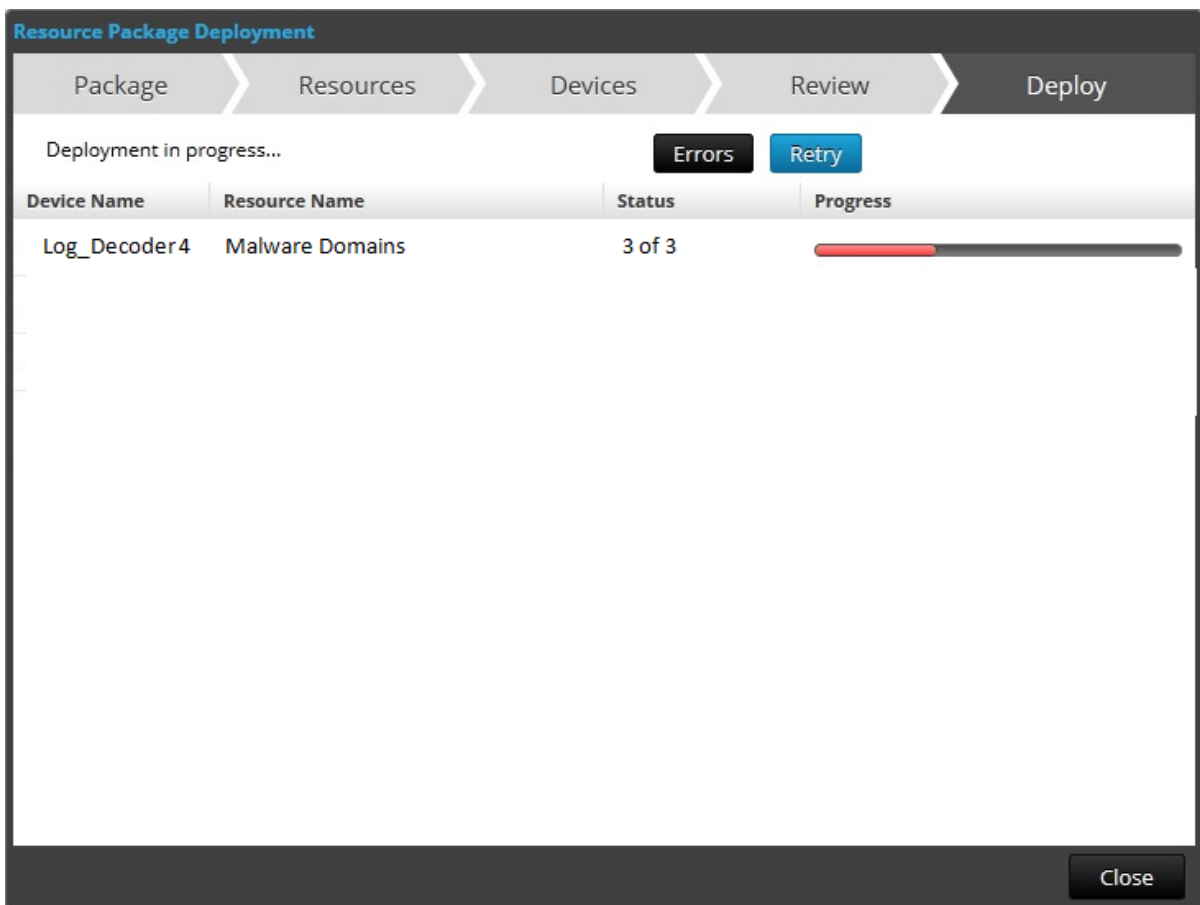 Resource Package Deployment
Package Resources Devices Review Deploy
Deployment in progress... Errors Retry
Device Name Resource Name Status Progress
Log_Decoder4 Malware Domains 3 of 3
Close